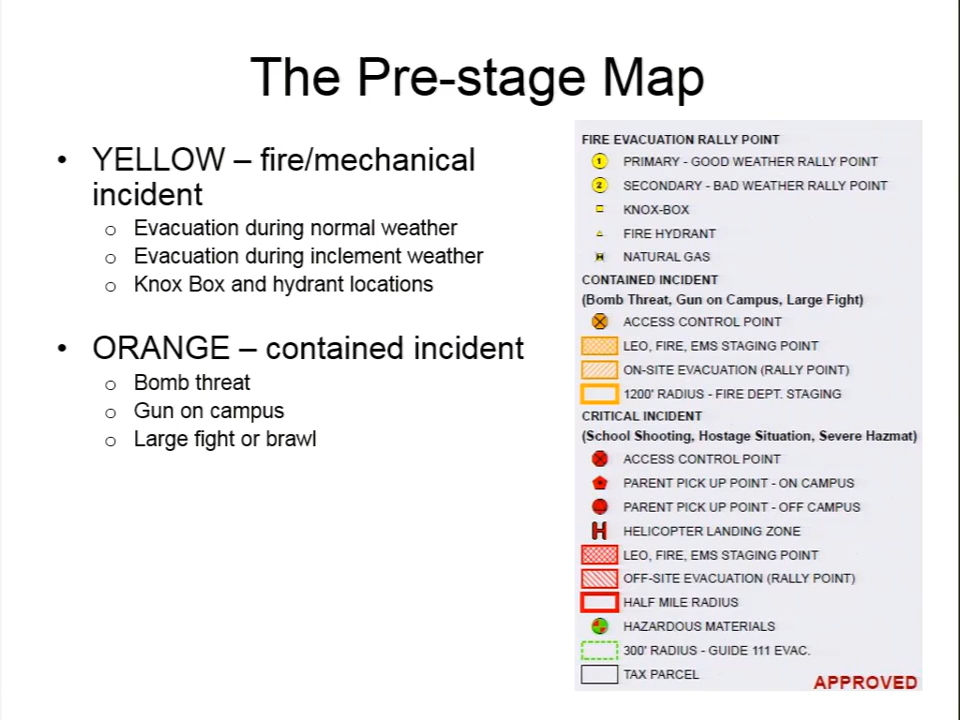 The Pre-stage Map
• YELLOW – fire/mechanical
incident
o Evacuation during normal weather
o Evacuation during inclement weather
o Knox Box and hydrant locations
• ORANGE – contained incident
o Bomb threat
o Gun on campus
o Large fight or brawl
FIRE EVACUATION RALLY POINT
1 PRIMARY - GOOD WEATHER RALLY POINT
2 SECONDARY - BAD WEATHER RALLY POINT
KNOX-BOX
FIRE HYDRANT
NATURAL GAS
CONTAINED INCIDENT
(Bomb Threat, Gun on Campus, Large Fight)
ACCESS CONTROL POINT
LEO, FIRE, EMS STAGING POINT
ON-SITE EVACUATION (RALLY POINT)
1200' RADIUS - FIRE DEPT. STAGING
CRITICAL INCIDENT
(School Shooting, Hostage Situation, Severe Hazmat)
ACCESS CONTROL POINT
PARENT PICK UP POINT - ON CAMPUS
PARENT PICK UP POINT - OFF CAMPUS
H HELICOPTER LANDING ZONE
LEO, FIRE, EMS STAGING POINT
OFF-SITE EVACUATION (RALLY POINT)
HALF MILE RADIUS
HAZARDOUS MATERIALS
300' RADIUS - GUIDE 111 EVAC.
TAX PARCEL
APPROVED